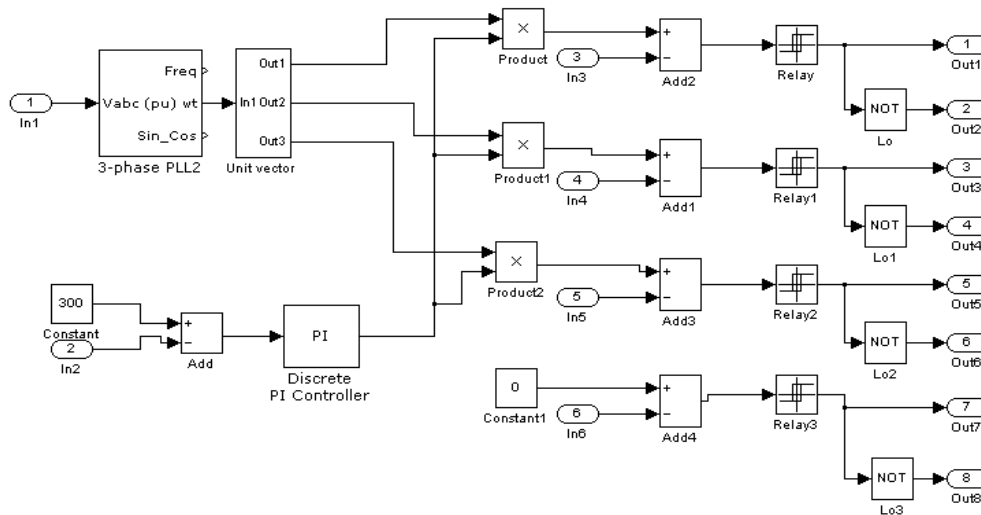 1
In1
Freq
Vabc (pu) wt
Sin_Cos
3-phase PLL2
Out1
In1 Out2
Out3
Unit vector
×
Product
3
In3
+
−
Add2
Relay
1
Out1
NOT
Lo
2
Out2
×
Product1
4
In4
+
−
Add1
Relay1
3
Out3
NOT
Lo1
4
Out4
×
Product2
5
In5
+
−
Add3
Relay2
5
Out5
NOT
Lo2
6
Out6
300
Constant
2
In2
+
−
Add
PI
Discrete
PI Controller
0
Constant1
6
In6
+
−
Add4
Relay3
7
Out7
NOT
Lo3
8
Out8